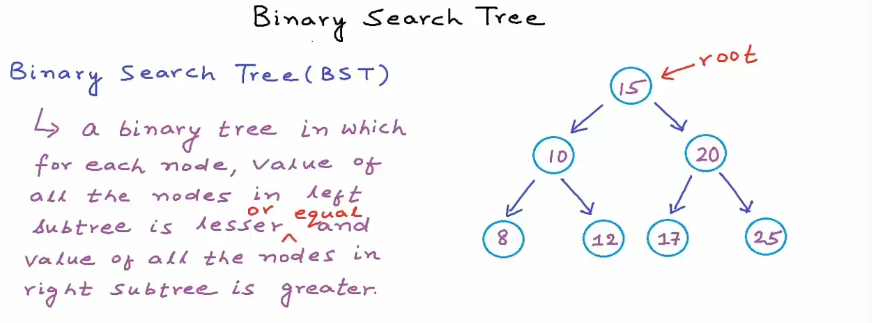 Binary Search Tree
Binary Search Tree (BST)
↳ a binary tree in which
for each node, value of
all the nodes in left
subtree is lesser or equal and
value of all the nodes in
right subtree is greater.
root
15
10
20
8
12
17
25